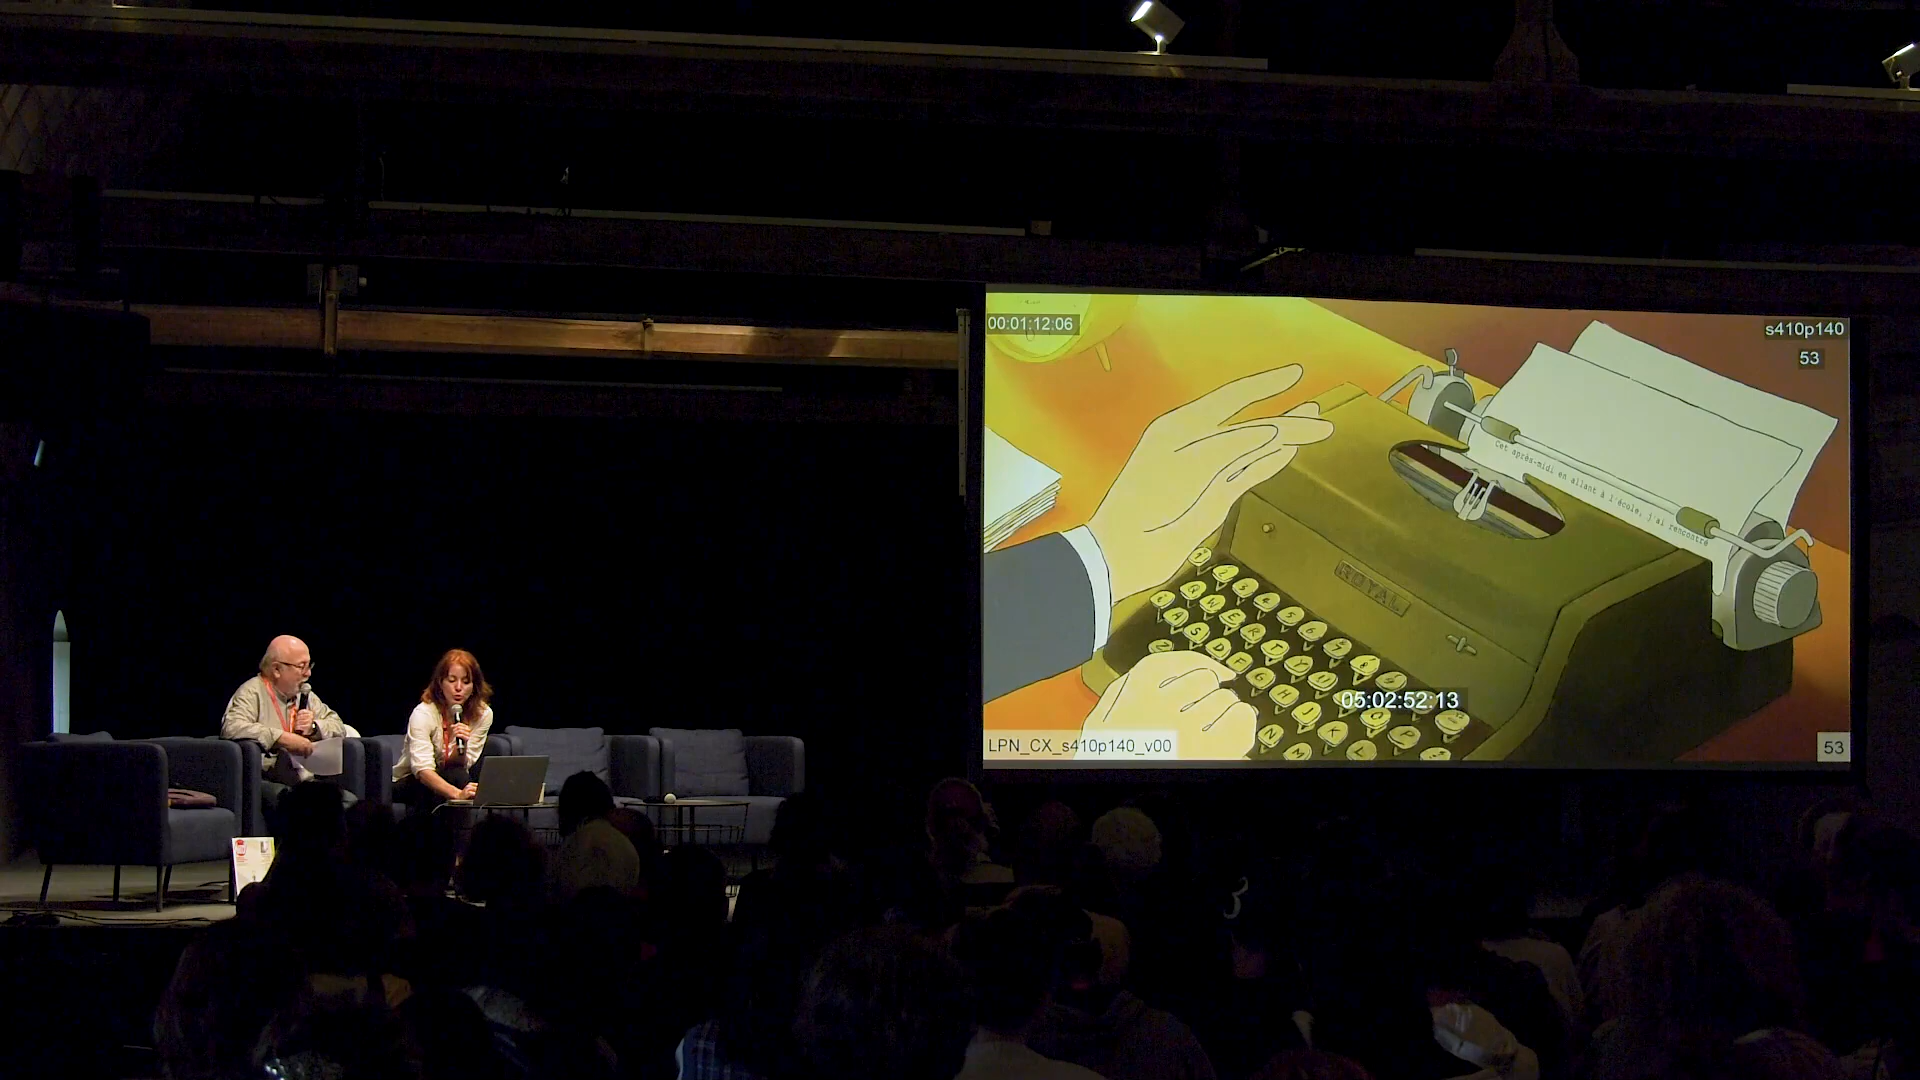 00:01:12:06
s410p140
53
Cet après-midi en allant à l'école, j'ai rencontré
ROYAL
05:02:52:13
LPN_CX_s410p140_v00
53